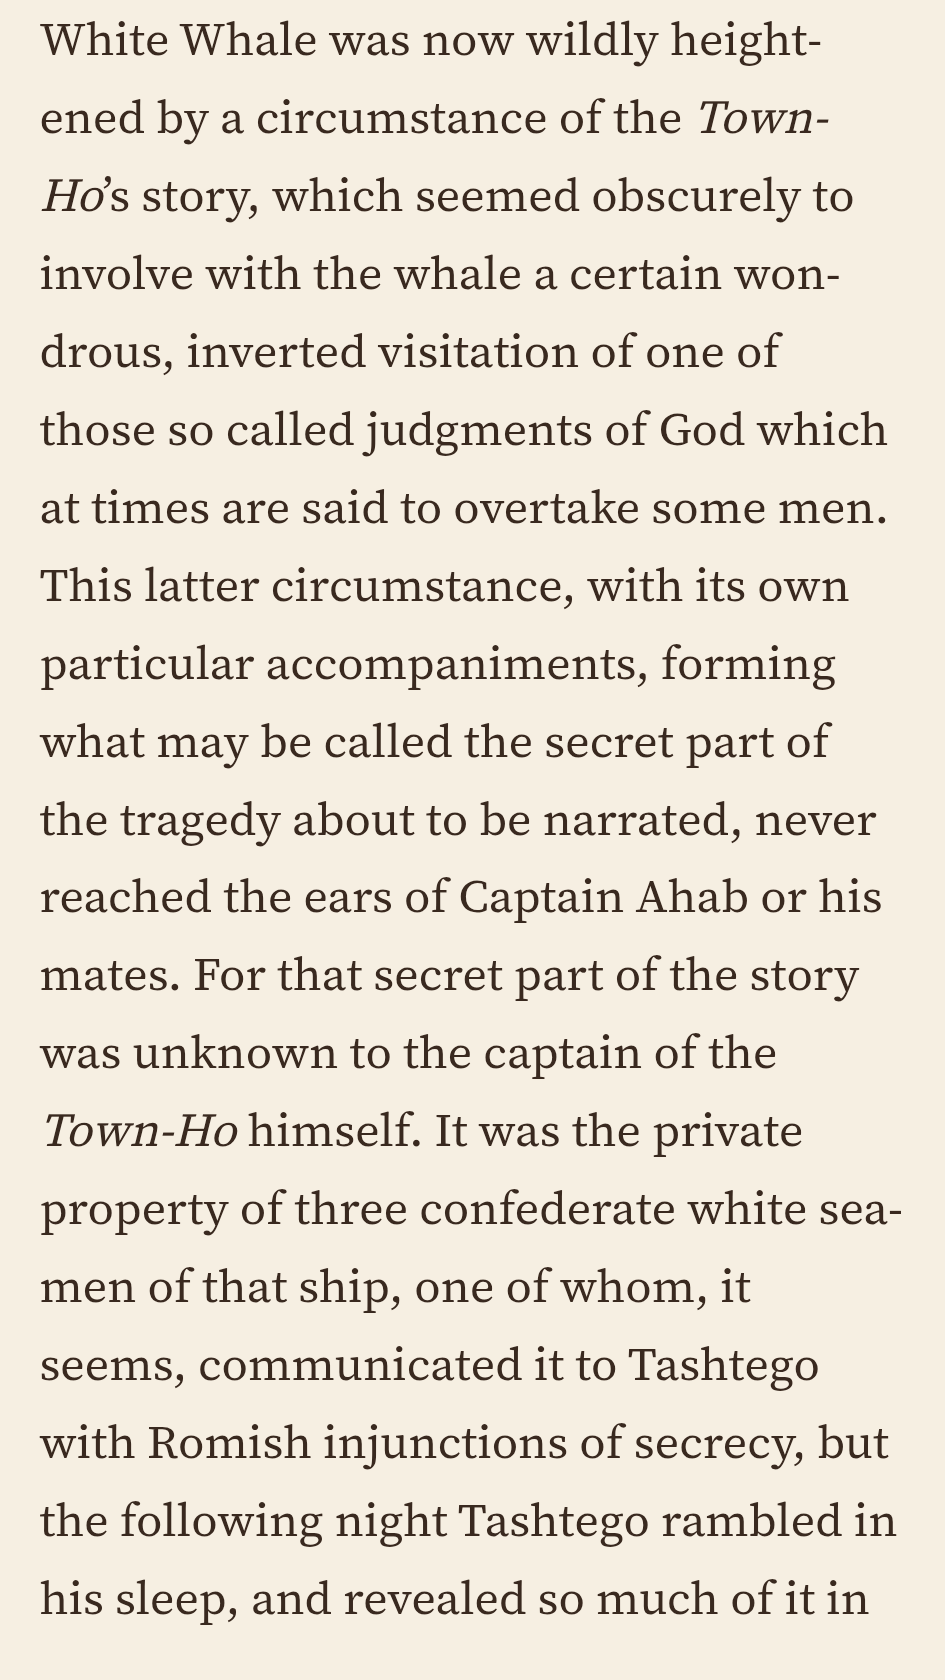 White Whale was now wildly height-
ened by a circumstance of the Town-
Ho’s story, which seemed obscurely to
involve with the whale a certain won-
drous, inverted visitation of one of
those so called judgments of God which
at times are said to overtake some men.
This latter circumstance, with its own
particular accompaniments, forming
what may be called the secret part of
the tragedy about to be narrated, never
reached the ears of Captain Ahab or his
mates. For that secret part of the story
was unknown to the captain of the
Town-Ho himself. It was the private
property of three confederate white sea-
men of that ship, one of whom, it
seems, communicated it to Tashtego
with Romish injunctions of secrecy, but
the following night Tashtego rambled in
his sleep, and revealed so much of it in